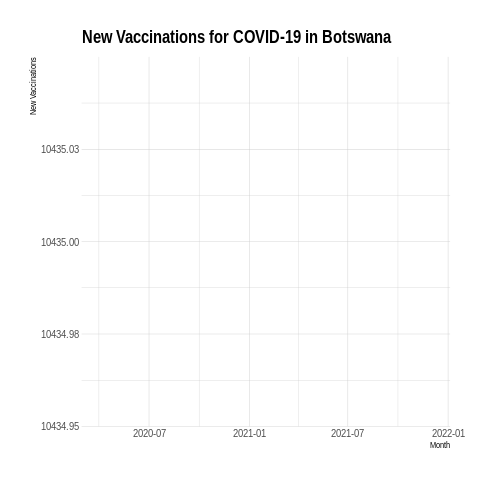 New Vaccinations for COVID-19 in Botswana
New Vaccinations
10435.03
10435.00
10434.98
10434.95
2020-07 2021-01 2021-07 2022-01
Month